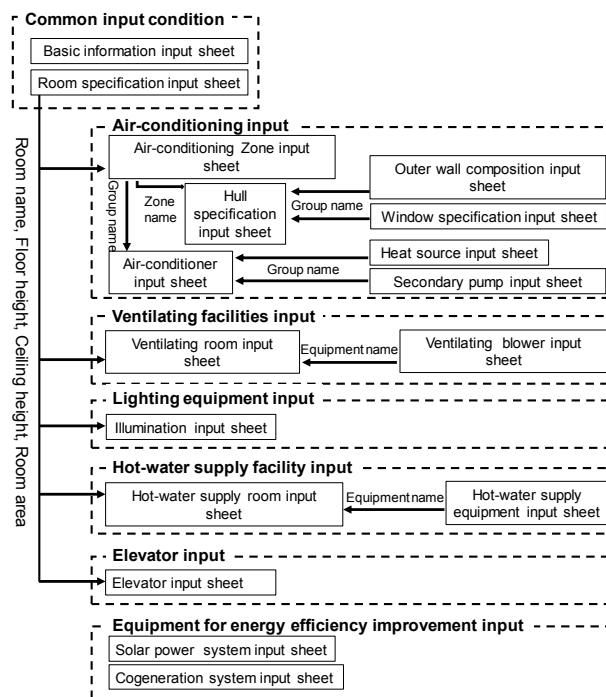 Common input condition
Basic information input sheet
Room specification input sheet
Room name, Floor height, Ceiling height, Room area
Air-conditioning input
Air-conditioning Zone input
sheet
Group name
Zone
name
Hull
specification
input sheet
Group name
Outer wall composition input
sheet
Window specification input sheet
Air-conditioner
input sheet
Group name
Heat source input sheet
Secondary pump input sheet
Ventilating facilities input
Ventilating room input
sheet
Equipment name
Ventilating blower input
sheet
Lighting equipment input
Illumination input sheet
Hot-water supply facility input
Hot-water supply room input
sheet
Equipment name
Hot-water supply
equipment input sheet
Elevator input
Elevator input sheet
Equipment for energy efficiency improvement input
Solar power system input sheet
Cogeneration system input sheet